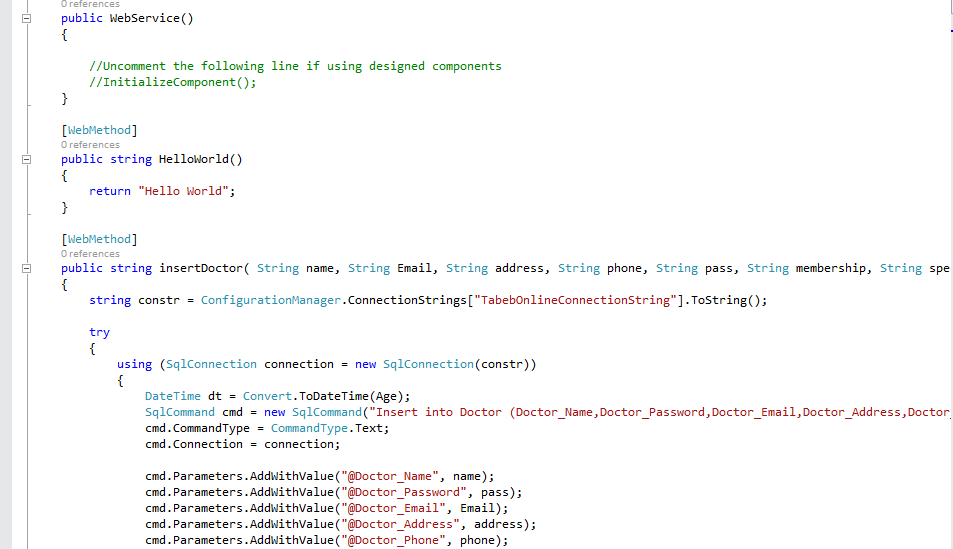 0 references
public WebService()
{
//Uncomment the following line if using designed components
//InitializeComponent();
}
[WebMethod]
0 references
public string HelloWorld()
{
return "Hello World";
}
[WebMethod]
0 references
public string insertDoctor( String name, String Email, String address, String phone, String pass, String membership, String spe
{
string constr = ConfigurationManager.ConnectionStrings["TabebOnlineConnectionString"].ToString();
try
{
using (SqlConnection connection = new SqlConnection(constr))
{
DateTime dt = Convert.ToDateTime(Age);
SqlCommand cmd = new SqlCommand("Insert into Doctor (Doctor_Name,Doctor_Password,Doctor_Email,Doctor_Address,Doctor_
cmd.CommandType = CommandType.Text;
cmd.Connection = connection;
cmd.Parameters.AddWithValue("@Doctor_Name", name);
cmd.Parameters.AddWithValue("@Doctor_Password", pass);
cmd.Parameters.AddWithValue("@Doctor_Email", Email);
cmd.Parameters.AddWithValue("@Doctor_Address", address);
cmd.Parameters.AddWithValue("@Doctor_Phone", phone);